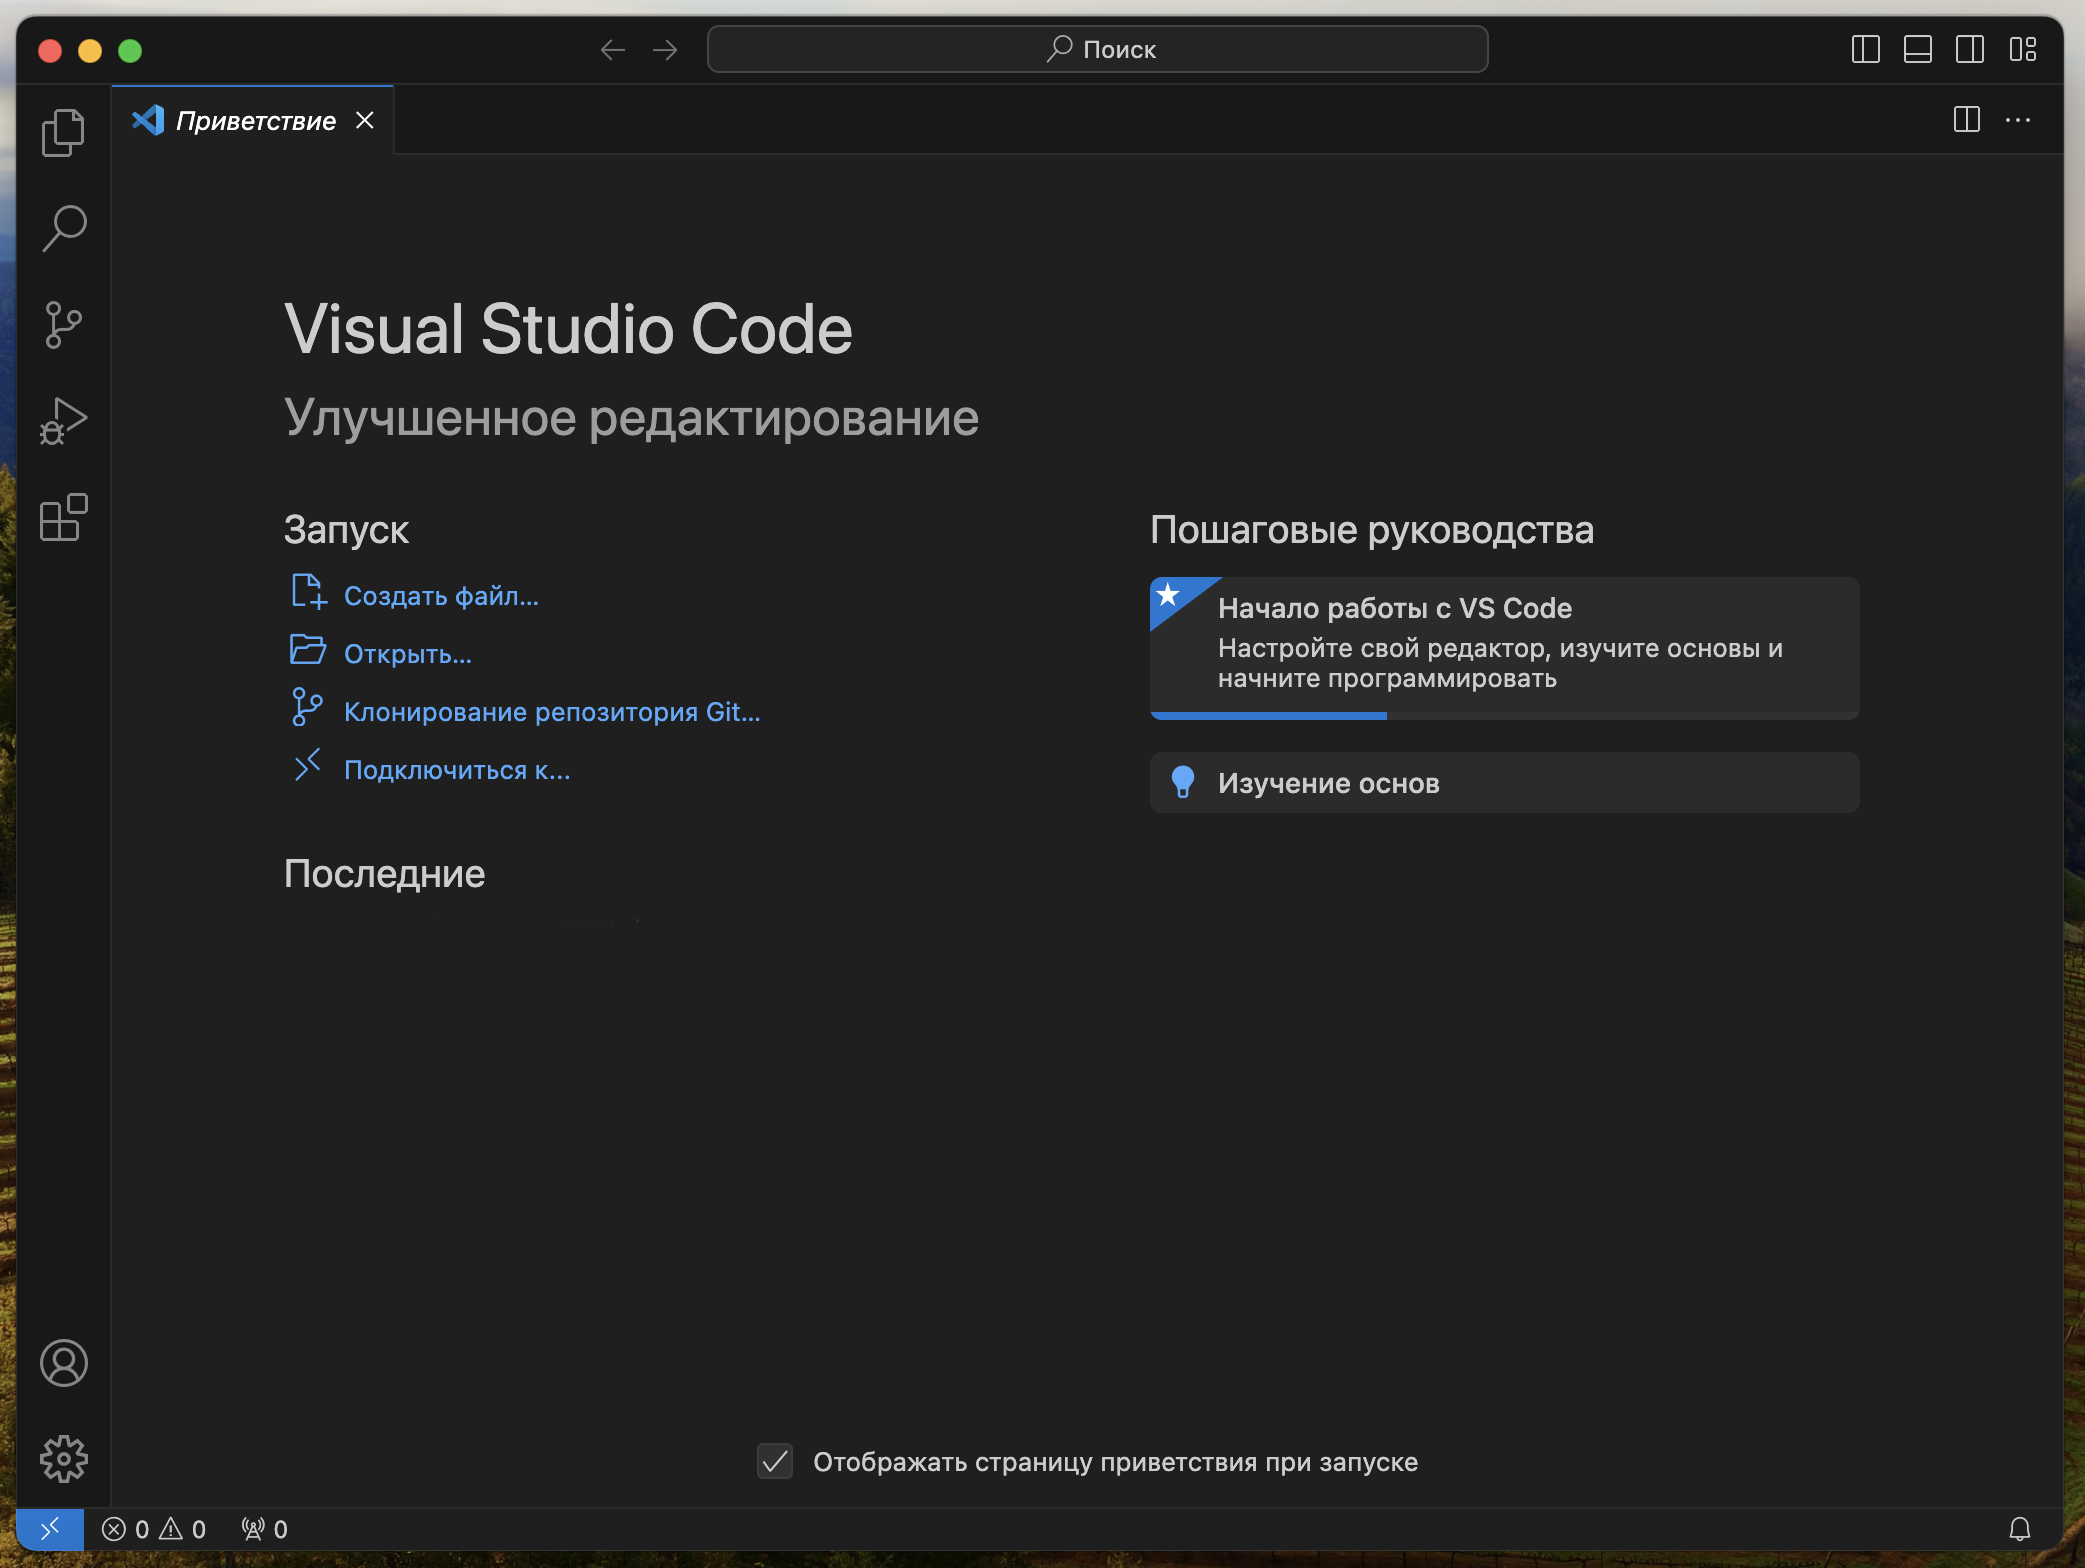 Поиск
Приветствие
Visual Studio Code
Улучшенное редактирование
Запуск
Создать файл...
Открыть...
Клонирование репозитория Git...
Подключиться к...
Последние
Пошаговые руководства
Начало работы с VS Code
Настройте свой редактор, изучите основы и
начните программировать
Изучение основ
Отображать страницу приветствия при запуске
0 0 0